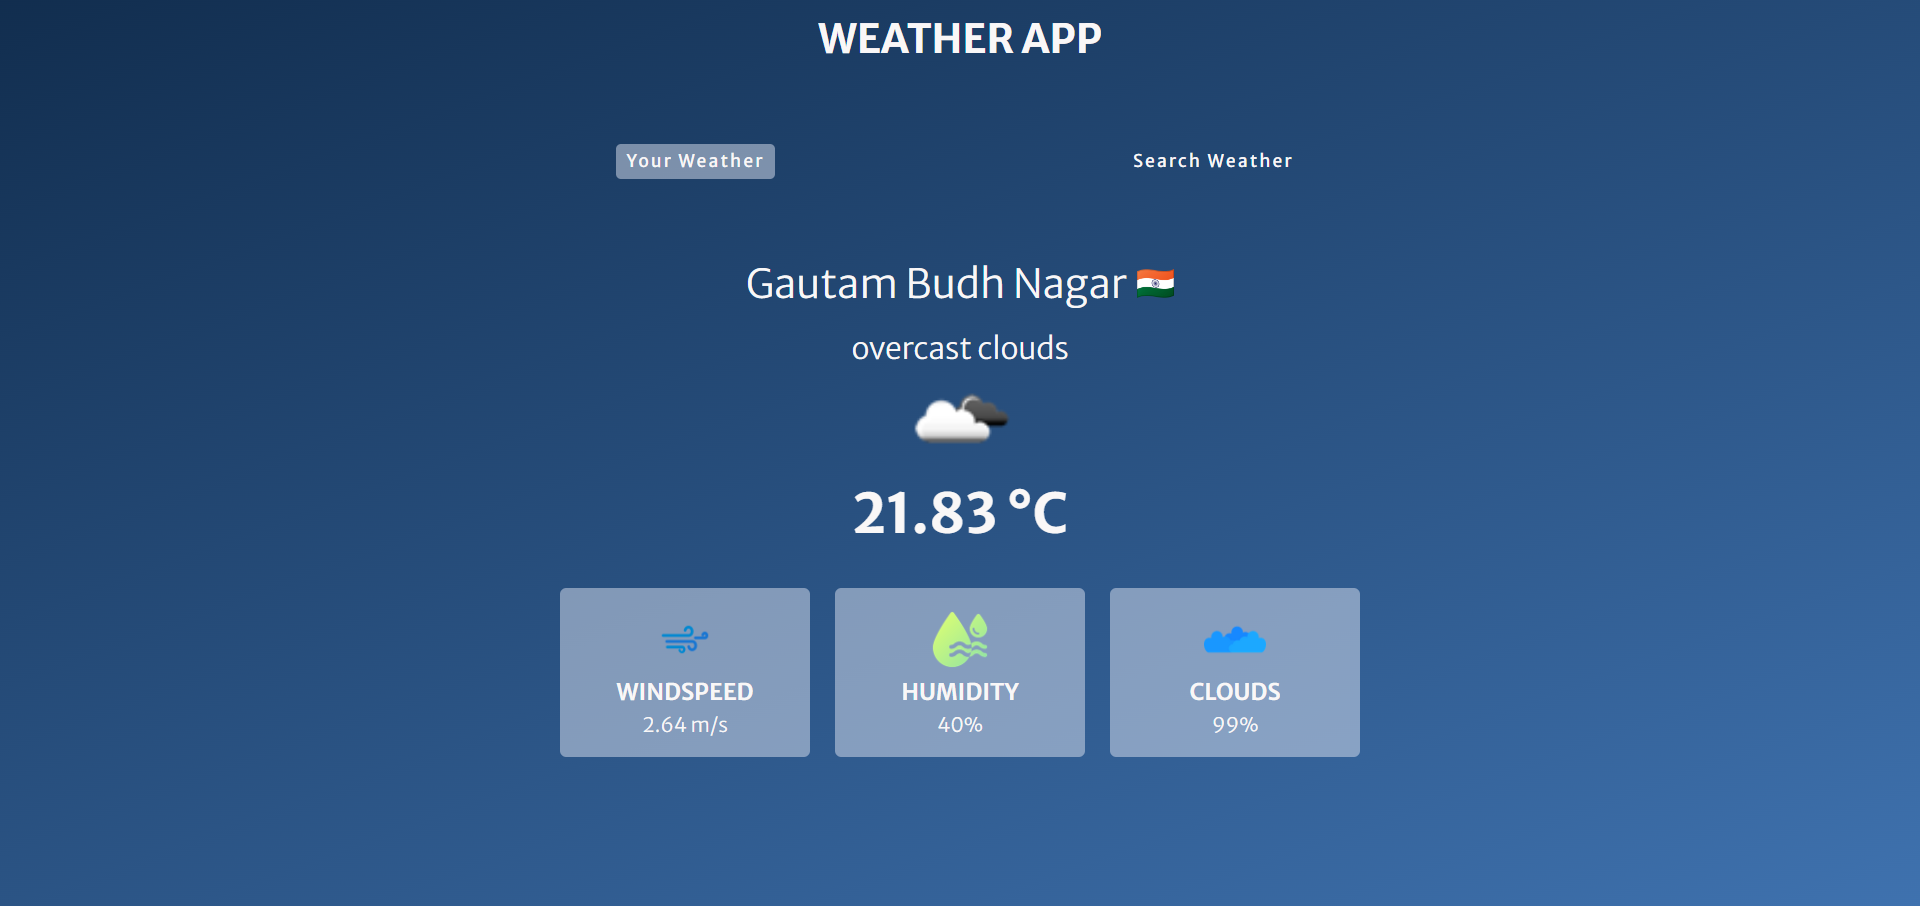 WEATHER APP
Your Weather
Search Weather
Gautam Budh Nagar
overcast clouds
21.83 °C
WINDSPEED
2.64 m/s
HUMIDITY
40%
CLOUDS
99%